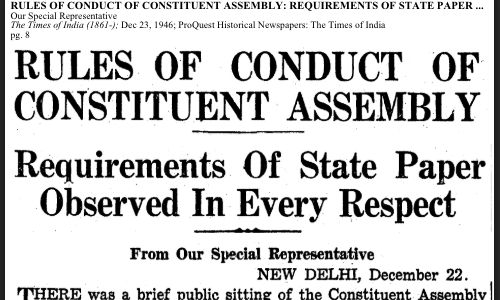 RULES OF CONDUCT OF CONSTITUENT ASSEMBLY: REQUIREMENTS OF STATE PAPER ...
Our Special Representative
The Times of India (1861-); Dec 23, 1946; ProQuest Historical Newspapers: The Times of India
pg. 8
RULES OF CONDUCT OF
CONSTITUENT ASSEMBLY
Requirements Of State Paper
Observed In Every Respect
From Our Special Representative
NEW DELHI, December 22.
THERE was a brief public sitting of the Constituent Assembly